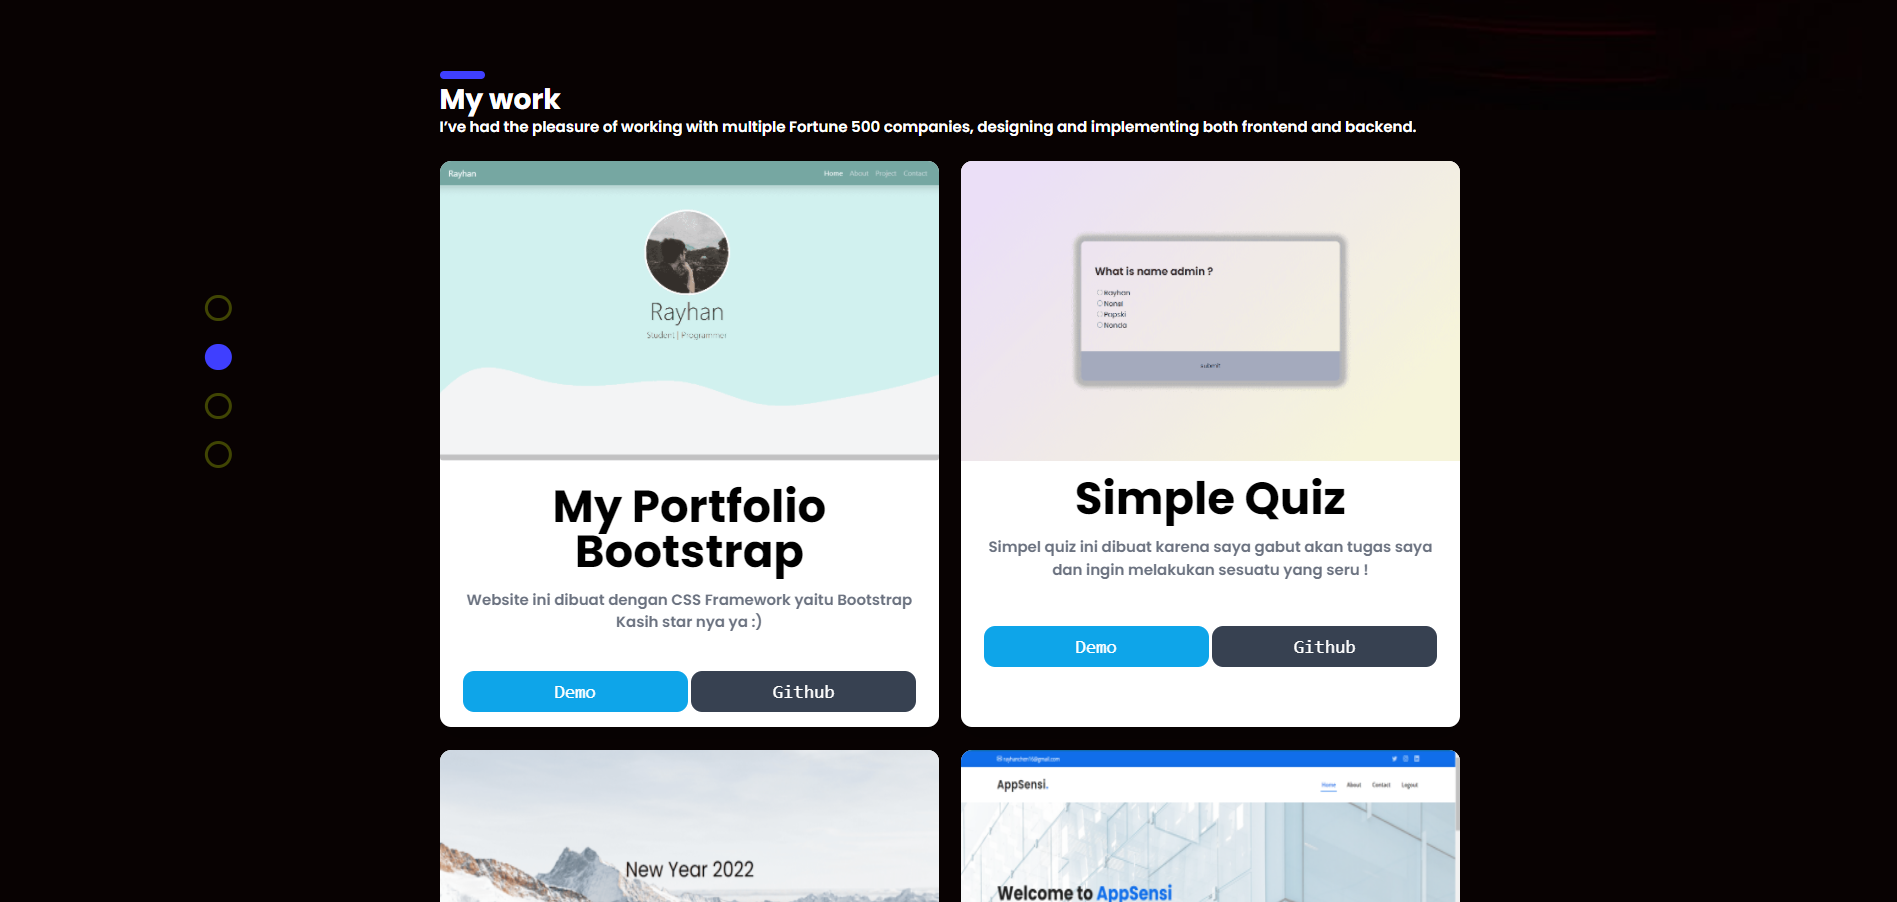 My work
I've had the pleasure of working with multiple Fortune 500 companies, designing and implementing both frontend and backend.
Rayhan
Home About Project Contact
Rayhan
Student | Programmer
My Portfolio
Bootstrap
Website ini dibuat dengan CSS Framework yaitu Bootstrap
Kasih star nya ya :)
Demo Github
What is name admin ?
Rayhan
Nansi
Papski
Nanda
submit
Simple Quiz
Simpel quiz ini dibuat karena saya gabut akan tugas saya
dan ingin melakukan sesuatu yang seru !
Demo Github
New Year 2022
AppSensi.
Home About Contact Logout
Welcome to AppSensi